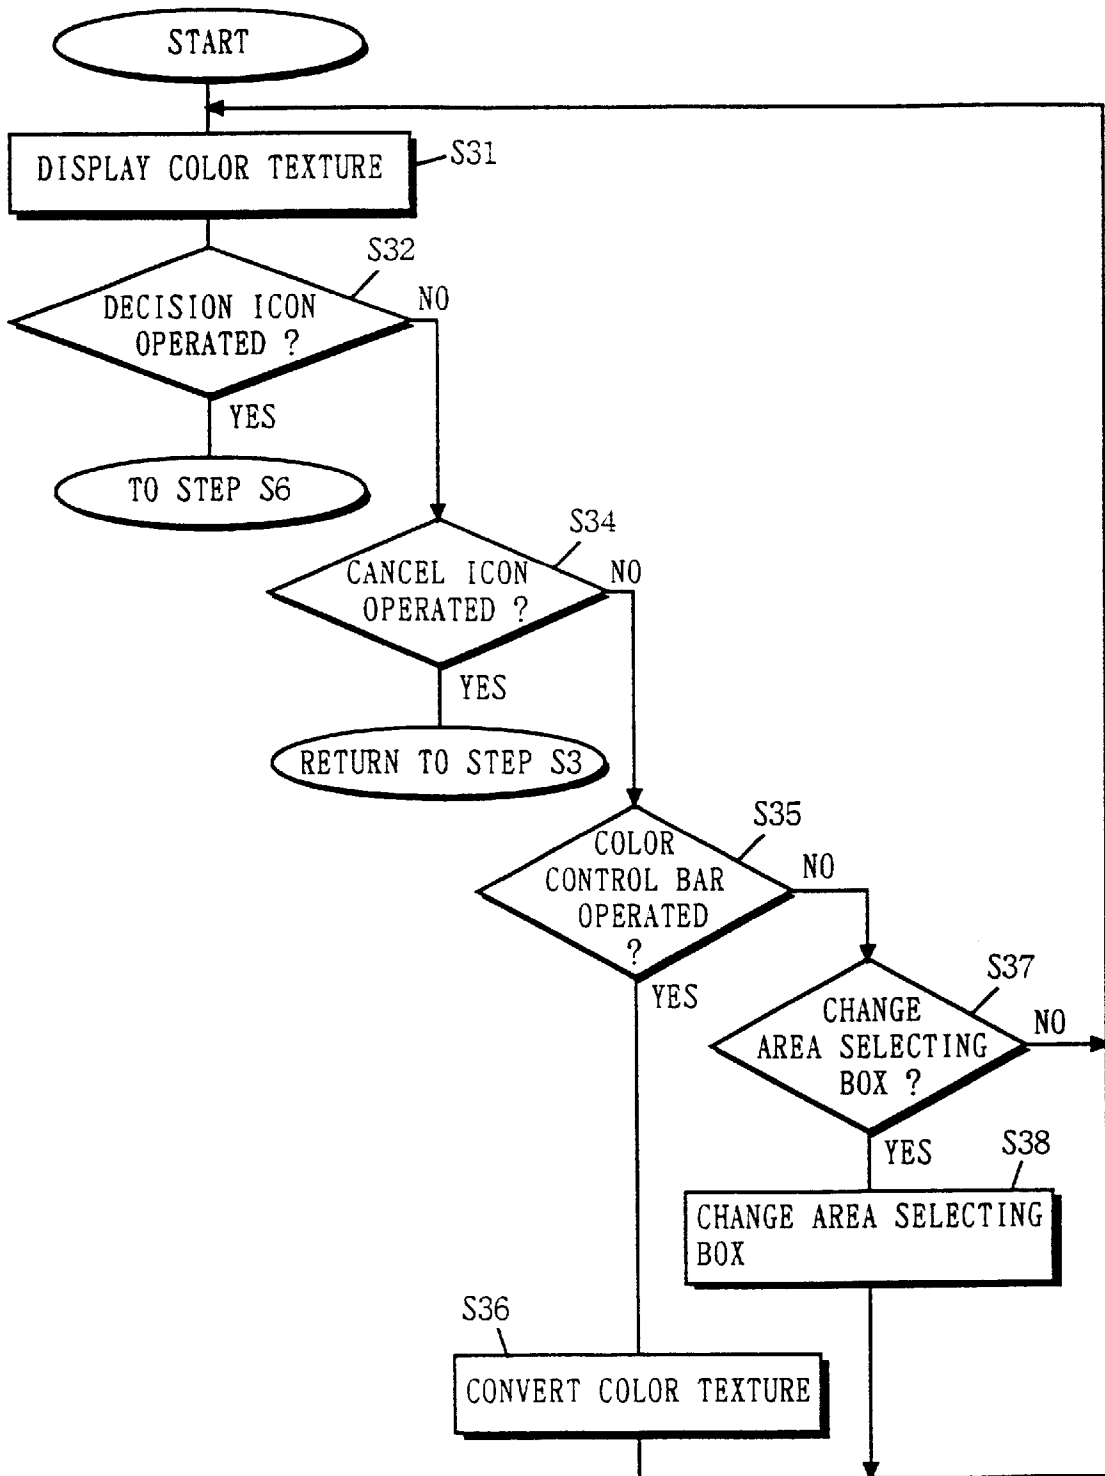 START
DISPLAY COLOR TEXTURE
S31
S32
DECISION ICON
OPERATED ?
NO
YES
TO STEP S6
S34
CANCEL ICON
OPERATED ?
NO
YES
RETURN TO STEP S3
S35
COLOR
CONTROL BAR
OPERATED
?
NO
YES
S37
CHANGE
AREA SELECTING
BOX ?
NO
YES
S38
CHANGE AREA SELECTING
BOX
S36
CONVERT COLOR TEXTURE